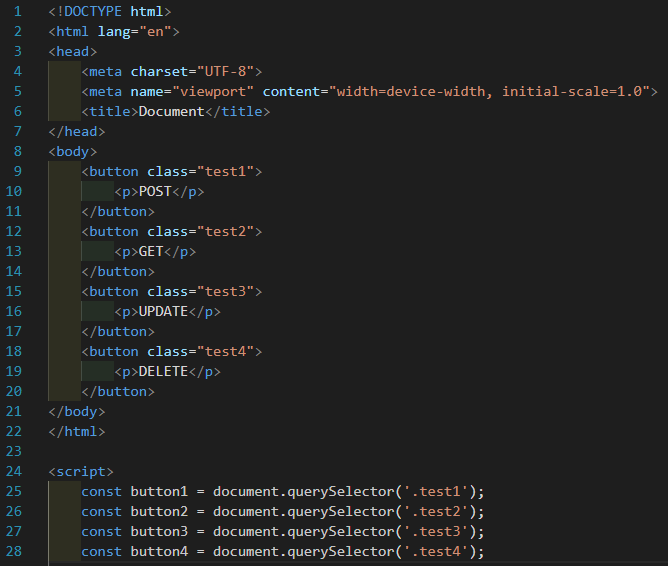 1 <!DOCTYPE html>
2 <html lang="en">
3 <head>
4     <meta charset="UTF-8">
5     <meta name="viewport" content="width=device-width, initial-scale=1.0">
6     <title>Document</title>
7 </head>
8 <body>
9     <button class="test1">
10         <p>POST</p>
11     </button>
12     <button class="test2">
13         <p>GET</p>
14     </button>
15     <button class="test3">
16         <p>UPDATE</p>
17     </button>
18     <button class="test4">
19         <p>DELETE</p>
20     </button>
21 </body>
22 </html>
23
24 <script>
25     const button1 = document.querySelector('.test1');
26     const button2 = document.querySelector('.test2');
27     const button3 = document.querySelector('.test3');
28     const button4 = document.querySelector('.test4');